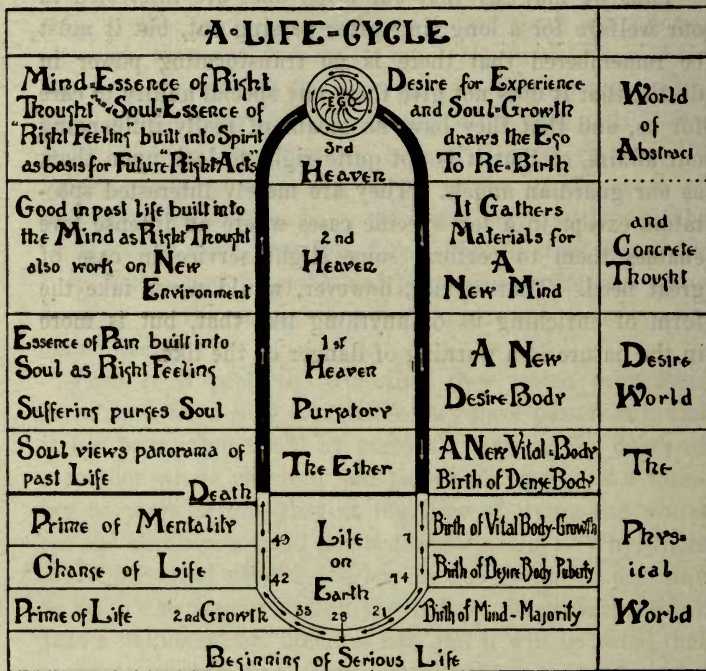 A·LIFE=CYCLE
Mind-Essence of Right
Thought and Soul-Essence of
"Right Feeling" built into Spirit
as basis for Future "Right Acts"
EGO
3rd
Heaven
Desire for Experience
and Soul-Growth
draws the Ego
To Re-Birth
World
of
Abstract
Good in past life built into
the Mind as Right Thought
also work on New
Environment
2nd
Heaven
It Gathers
Materials for
A
New Mind
and
Concrete
Thought
Essence of Pain built into
Soul as Right Feeling
Suffering purges Soul
1st
Heaven
Purgatory
A New
Desire Body
Desire
World
Soul views panorama of
past Life
Death
The Ether
A New Vital=Body
Birth of Dense Body
The
Prime of Mentality
49
Life
on
Earth
7
Birth of Vital Body-Growth
Phys=
ical
World
Change of Life
42
14
Birth of Desire Body Puberty
Prime of Life 2nd Growth
35
28
21
Birth of Mind - Majority
Beginning of Serious Life